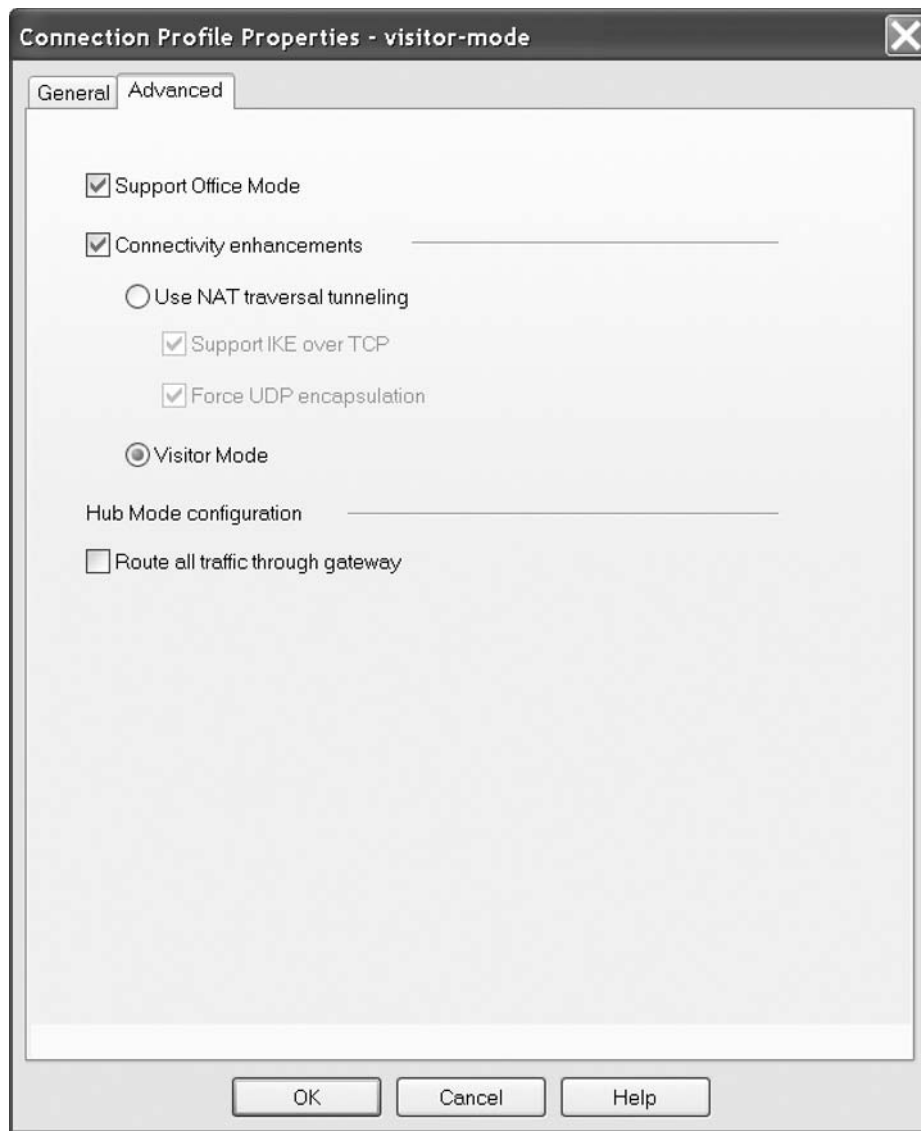 Connection Profile Properties - visitor-mode
General Advanced
Support Office Mode
Connectivity enhancements
Use NAT traversal tunneling
Support IKE over TCP
Force UDP encapsulation
Visitor Mode
Hub Mode configuration
Route all traffic through gateway
OK Cancel Help